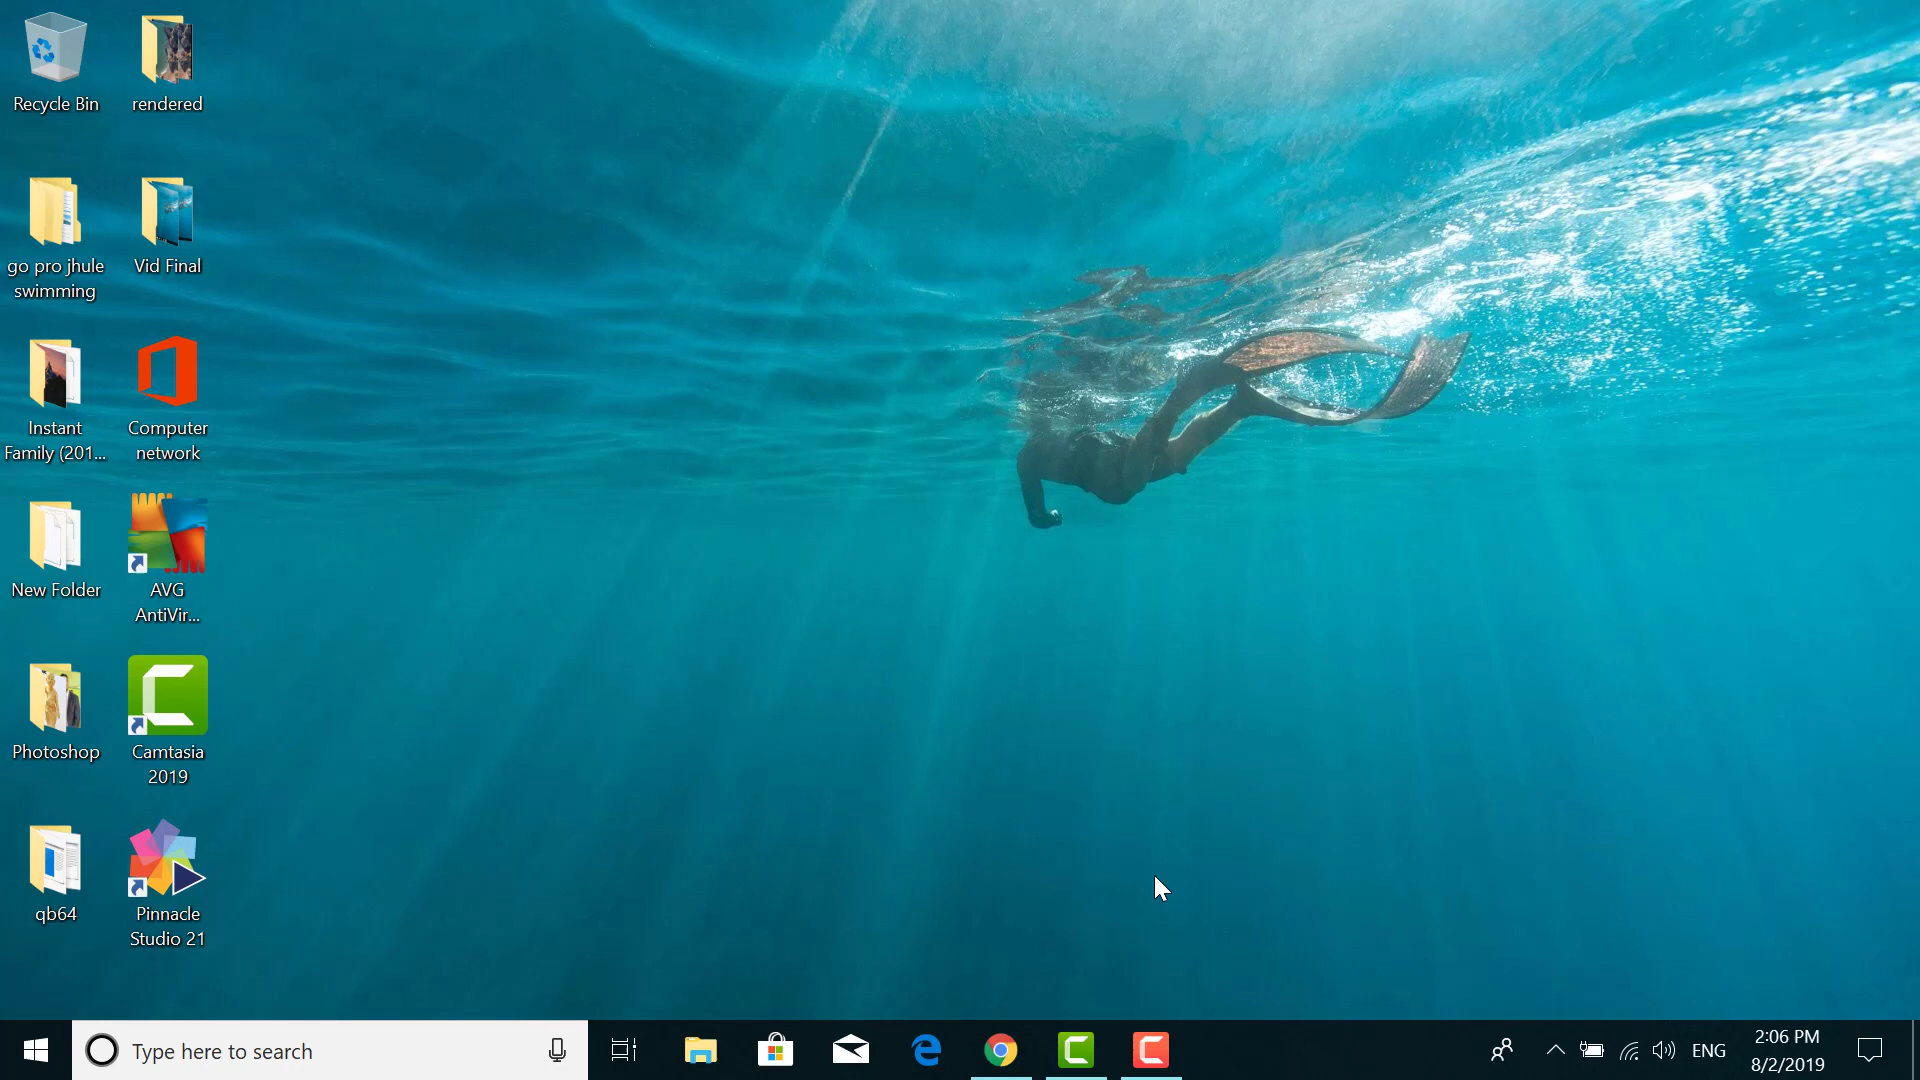 Recycle Bin
rendered
go pro jhule
swimming
Vid Final
Instant
Family (201...
Computer
network
New Folder
AVG
AntiVir...
Photoshop
Camtasia
2019
qb64
Pinnacle
Studio 21
Type here to search
ENG
2:06 PM
8/2/2019